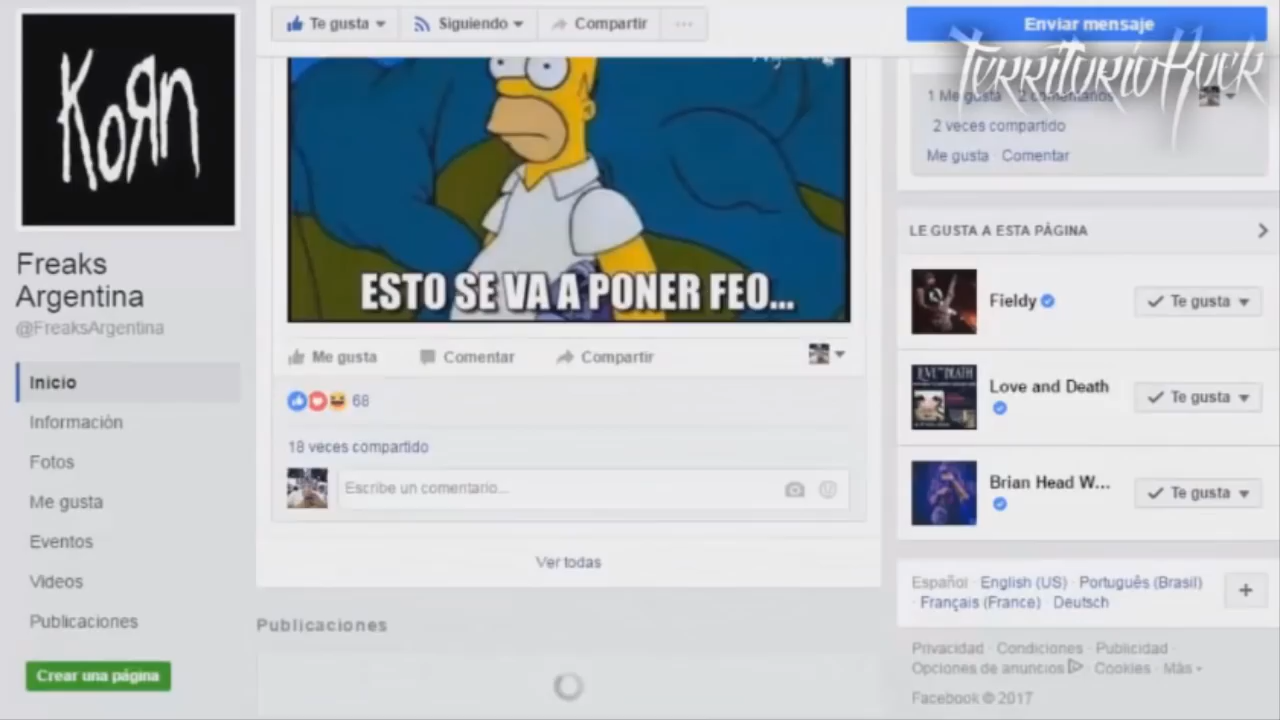 Te gusta
Siguiendo
Compartir
Enviar mensaje
TerritorioRock
KoЯn
1 Me gusta · 2 comentarios
2 veces compartido
Me gusta · Comentar
LE GUSTA A ESTA PÁGINA
ESTO SE VA A PONER FEO...
Freaks
Argentina
@FreaksArgentina
Fieldy
Te gusta
Me gusta
Comentar
Compartir
Love and Death
Te gusta
Inicio
68
Información
18 veces compartido
Fotos
Brian Head W...
Te gusta
Escribe un comentario...
Me gusta
Eventos
Ver todas
Videos
Español · English (US) · Português (Brasil)
· Français (France) · Deutsch
Publicaciones
Publicaciones
Privacidad · Condiciones · Publicidad ·
Opciones de anuncios · Cookies · Más
Crear una página
Facebook © 2017